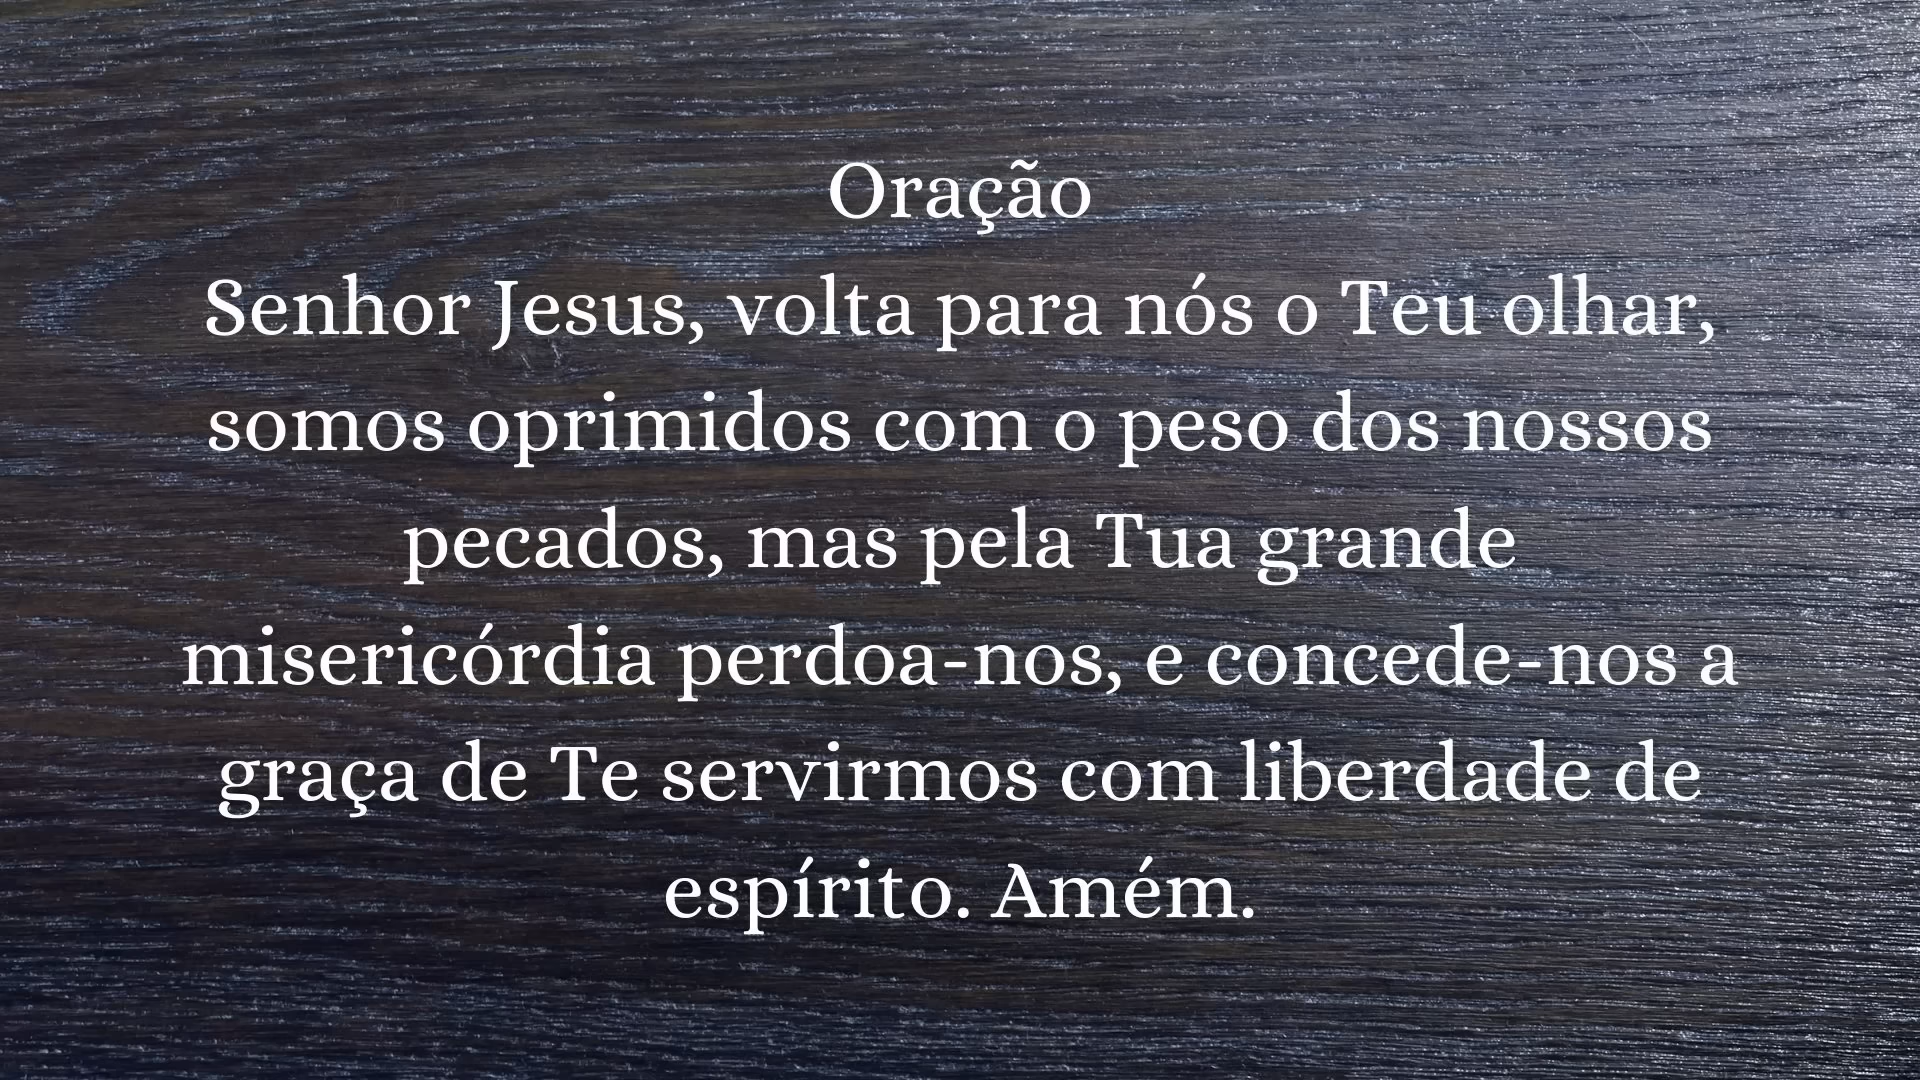 Oração
Senhor Jesus, volta para nós o Teu olhar,
somos oprimidos com o peso dos nossos
pecados, mas pela Tua grande
misericórdia perdoa-nos, e concede-nos a
graça de Te servirmos com liberdade de
espírito. Amém.